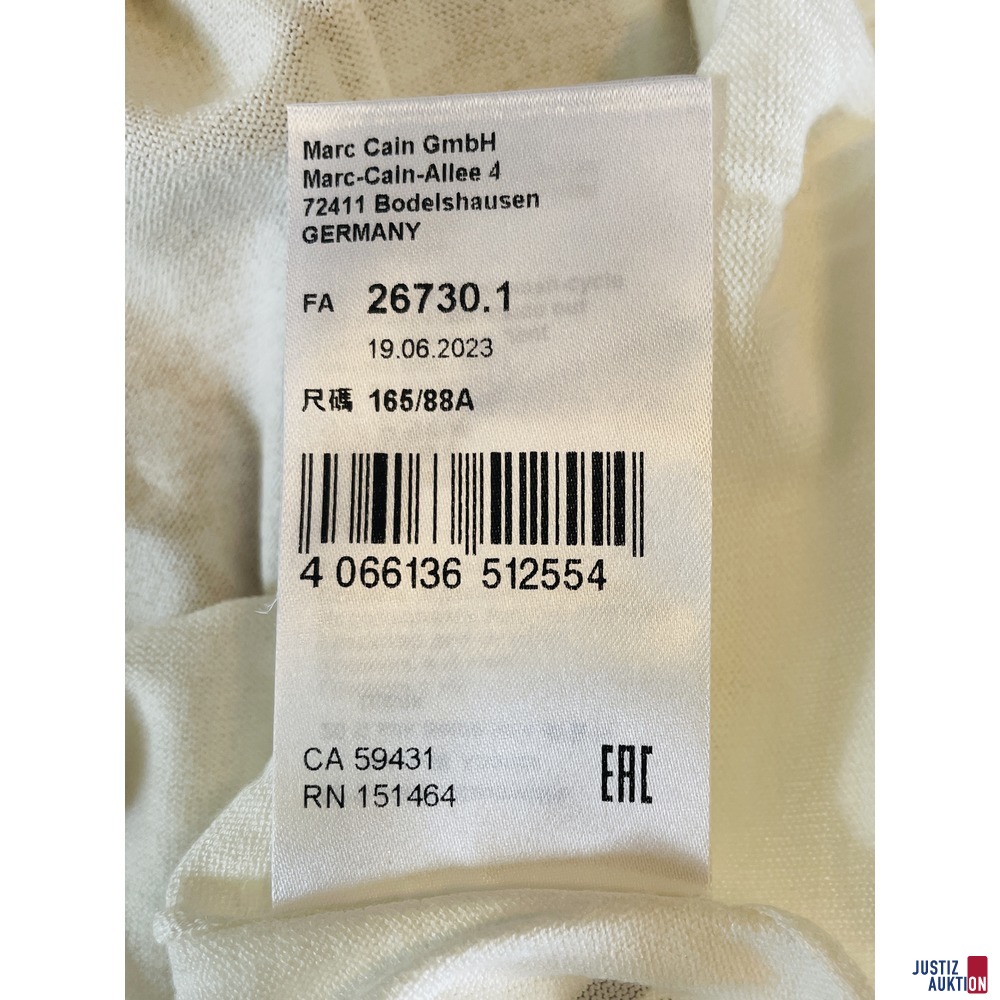 Marc Cain GmbH
Marc-Cain-Allee 4
72411 Bodelshausen
GERMANY
FA 26730.1
19.06.2023
尺碼 165/88A
4 066136 512554
CA 59431
RN 151464
EAC
JUSTIZ
AUKTION